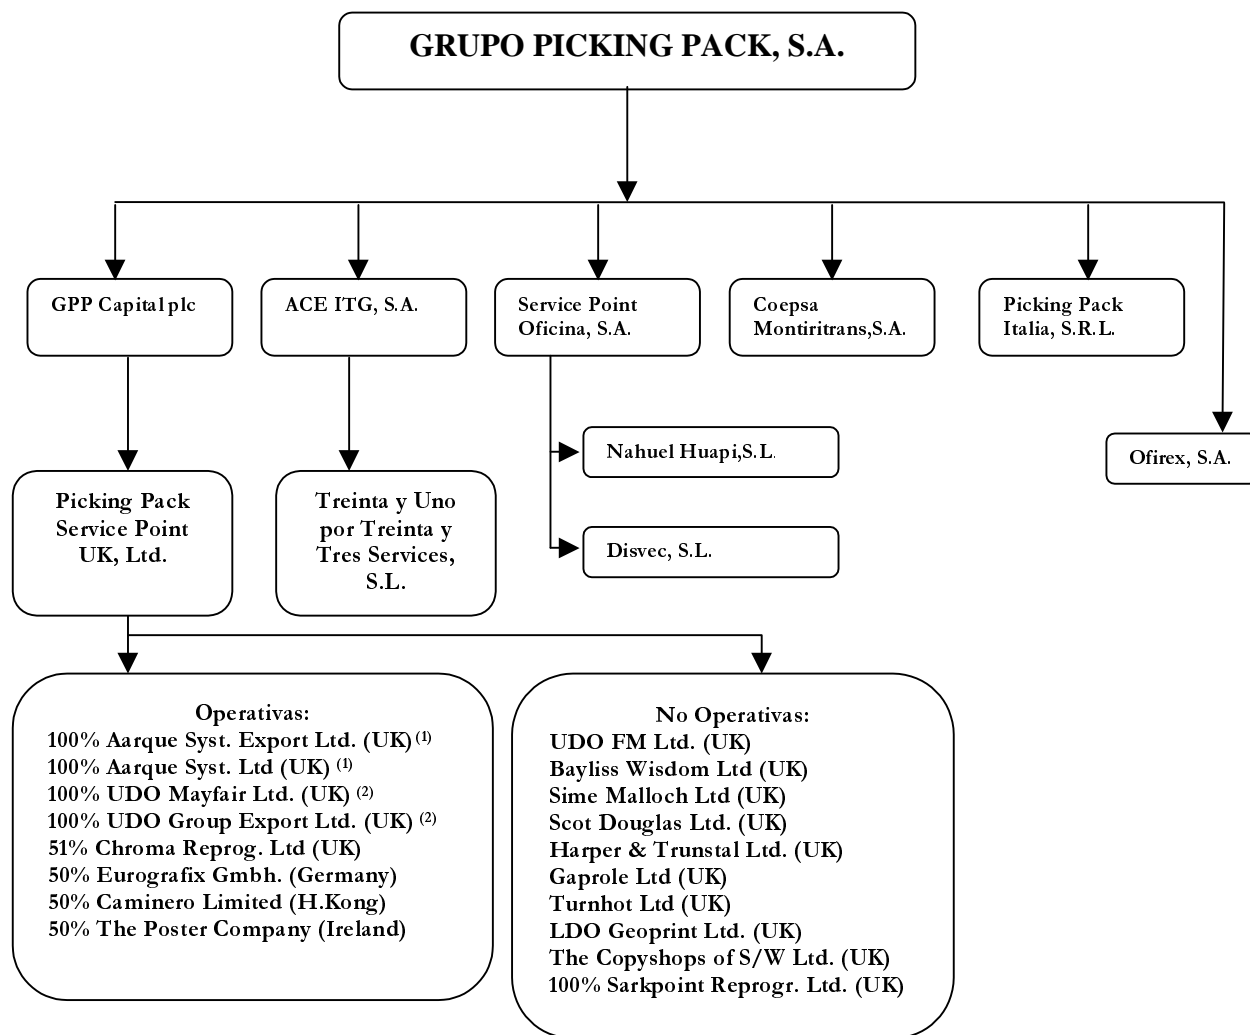 GRUPO PICKING PACK, S.A.
GPP Capital plc
ACE ITG, S.A.
Service Point
Oficina, S.A.
Coepsa
Montiritrans,S.A.
Picking Pack
Italia, S.R.L.
Nahuel Huapi,S.L.
Ofirex, S.A.
Picking Pack
Service Point
UK, Ltd.
Treinta y Uno
por Treinta y
Tres Services,
S.L.
Disvec, S.L.
Operativas:
100% Aarque Syst. Export Ltd. (UK) (1)
100% Aarque Syst. Ltd (UK) (1)
100% UDO Mayfair Ltd. (UK) (2)
100% UDO Group Export Ltd. (UK) (2)
51% Chroma Reprog. Ltd (UK)
50% Eurografix Gmbh. (Germany)
50% Caminero Limited (H.Kong)
50% The Poster Company (Ireland)
No Operativas:
UDO FM Ltd. (UK)
Bayliss Wisdom Ltd (UK)
Sime Malloch Ltd (UK)
Scot Douglas Ltd. (UK)
Harper & Trunstal Ltd. (UK)
Gaprole Ltd (UK)
Turnhot Ltd (UK)
LDO Geoprint Ltd. (UK)
The Copyshops of S/W Ltd. (UK)
100% Sarkpoint Reprogr. Ltd. (UK)